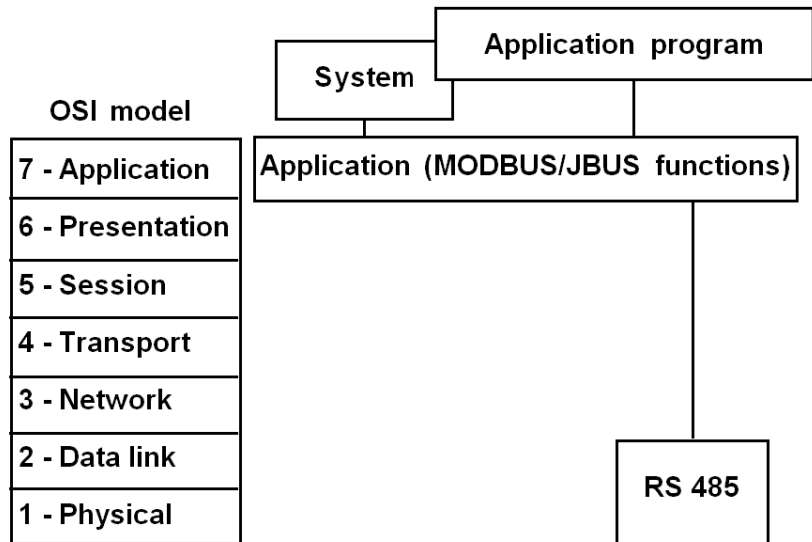 Application program
System
OSI model
7 - Application
Application (MODBUS/JBUS functions)
6 - Presentation
5 - Session
4 - Transport
3 - Network
2 - Data link
1 - Physical
RS 485